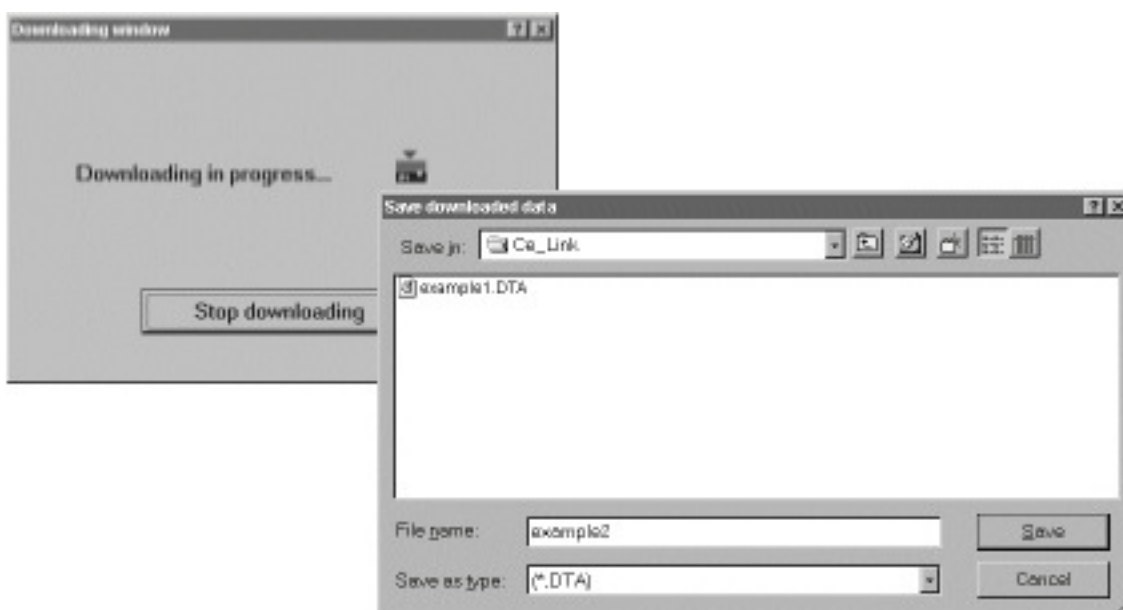 Downloading window
Downloading in progress...
Stop downloading
Save downloaded data
Save in: Ce_Link
example1.DTA
File name: example2
Save
Save as type: (*.DTA)
Cancel